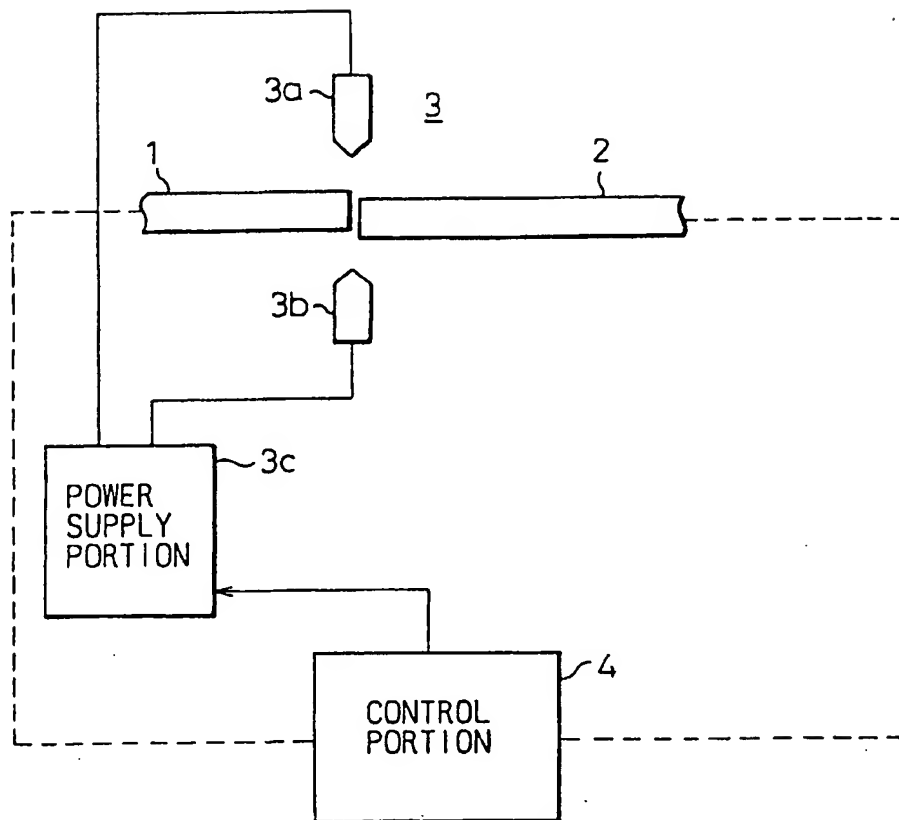 3a
3
1
2
3b
3c
POWER
SUPPLY
PORTION
4
CONTROL
PORTION